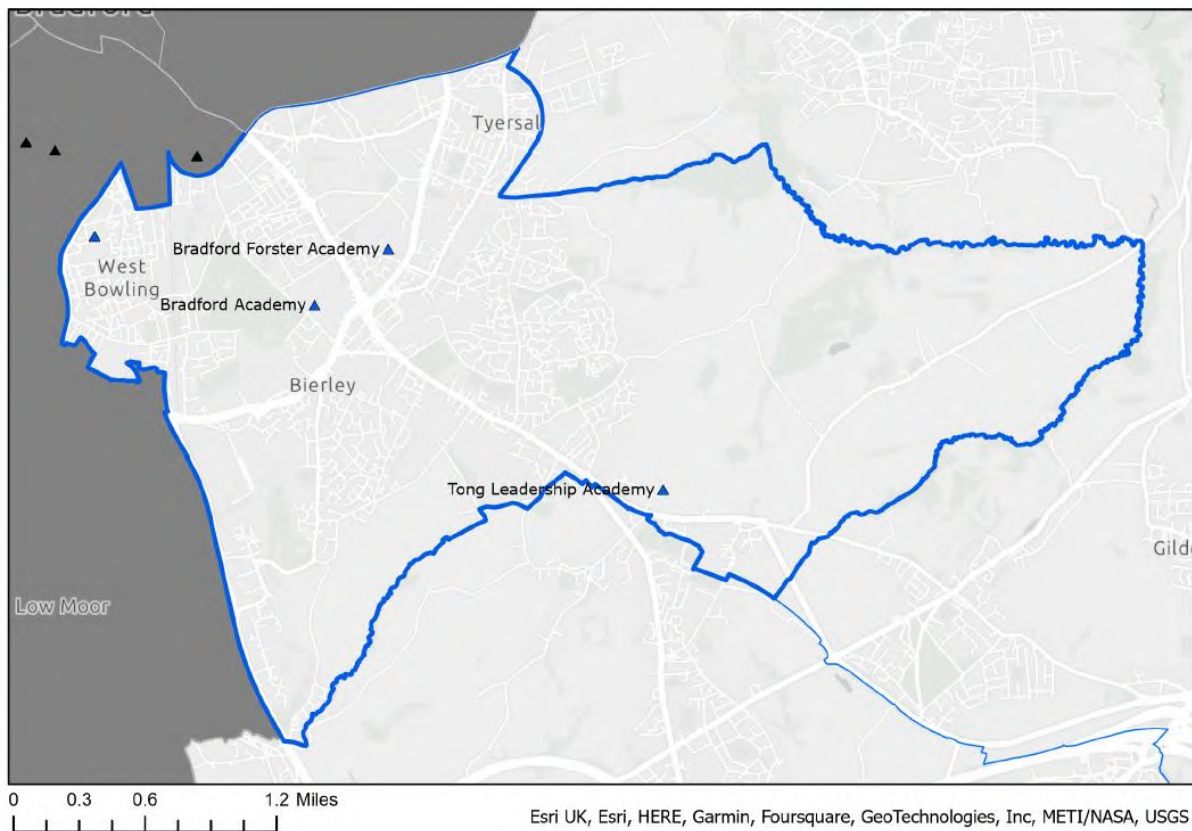 Bradford
Tyersal
Bradford Forster Academy
West
Bowling
Bradford Academy
Bierley
Tong Leadership Academy
Low Moor
0 0.3 0.6 1.2 Miles
Esri UK, Esri, HERE, Garmin, Foursquare, GeoTechnologies, Inc, METI/NASA, USGS